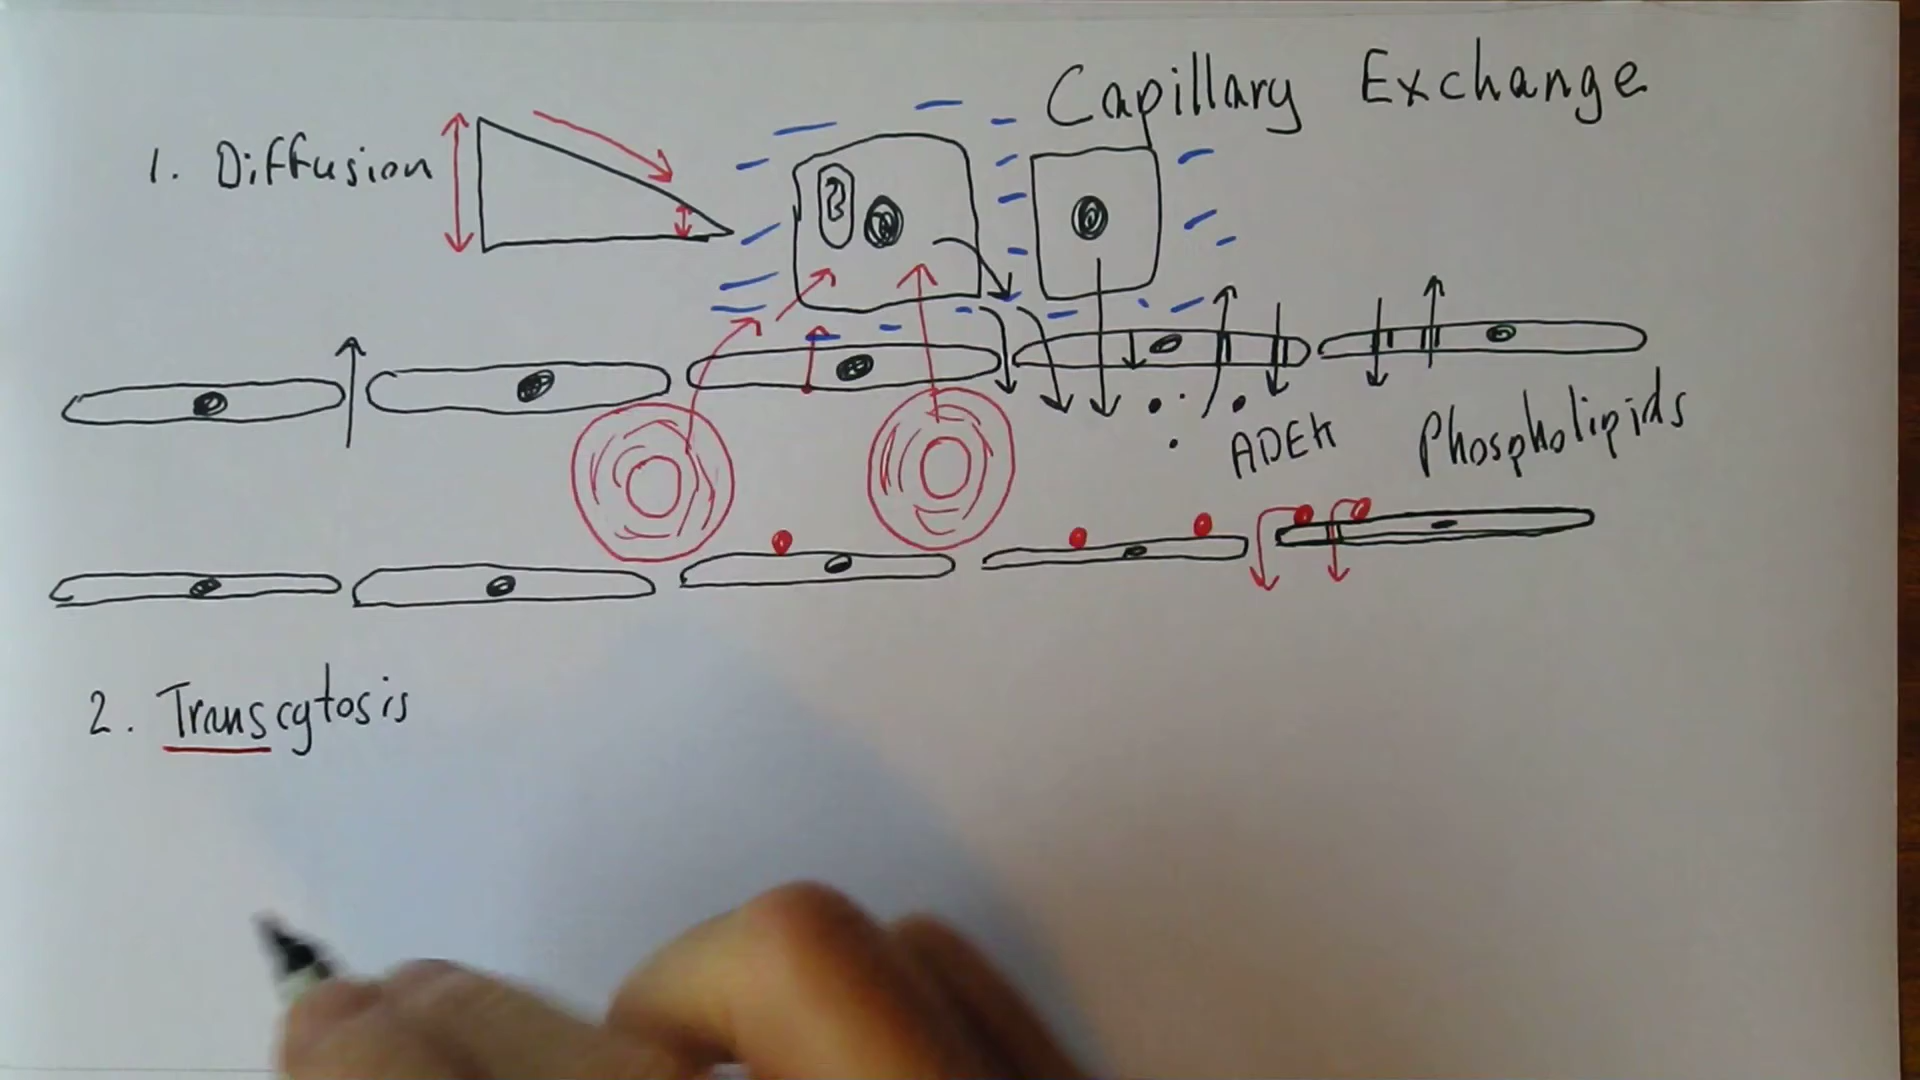 Capillary Exchange
1. Diffusion
ADEK
Phospholipids
2. Transcytosis